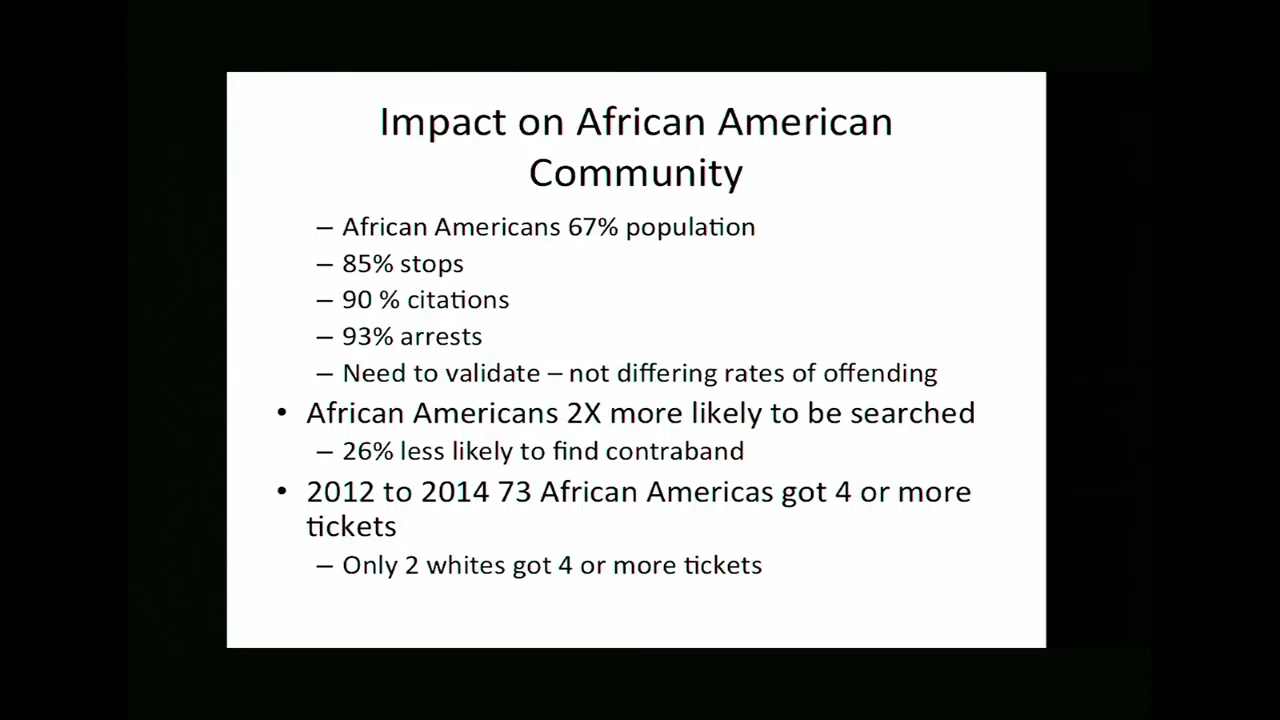 Impact on African American
Community
– African Americans 67% population
– 85% stops
– 90 % citations
– 93% arrests
– Need to validate – not differing rates of offending
• African Americans 2X more likely to be searched
– 26% less likely to find contraband
• 2012 to 2014 73 African Americas got 4 or more
tickets
– Only 2 whites got 4 or more tickets